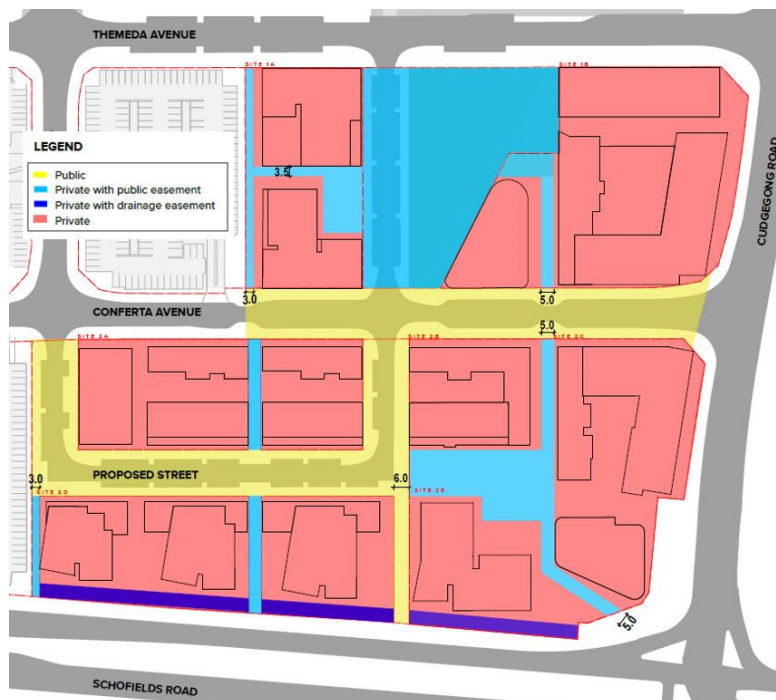 THEMEDA AVENUE
SITE 1A
SITE 1B
LEGEND
Public
Private with public easement
Private with drainage easement
Private
3.5
CUDGEGONG ROAD
3.0
5.0
CONFERTA AVENUE
5.0
SITE 2A
SITE 2B
SITE 2C
PROPOSED STREET
3.0
6.0
SITE 2D
SITE 2E
5.0
SCHOFIELDS ROAD